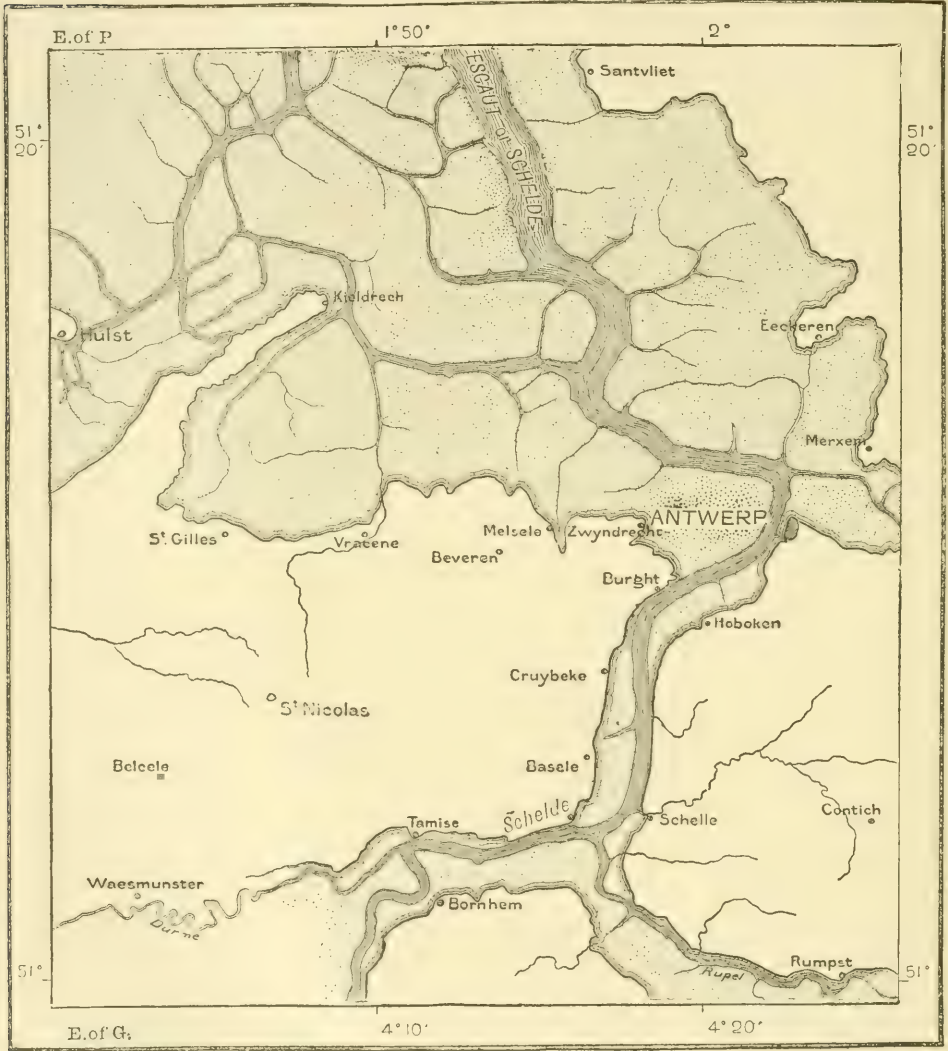 E. of P
1° 50'
2°
Santvliet
ESCAUT or SCHELDE
51° 20'
51° 20'
Kieldrech
Hulst
Eeckeren
Merxem
St. Gilles
Vracene
Melsele
Zwyndrecht
ANTWERP
Beveren
Burght
Hoboken
Cruybeke
St Nicolas
Belcele
Basele
Schelde
Tamise
Schelle
Contich
Waesmunster
Durme
Bornhem
Rupel
Rumpst
51°
51°
E. of G.
4° 10'
4° 20'